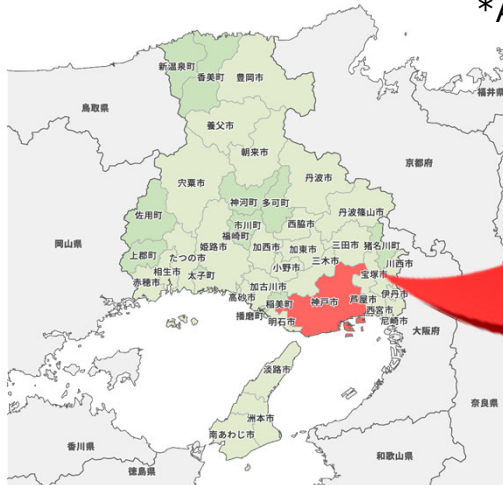 *A
新温泉町
香美町
豊岡市
福井県
鳥取県
養父市
朝来市
京都府
宍粟市
丹波市
神河町
多可町
佐用町
丹波篠山市
市川町
西脇市
岡山県
福崎町
上郡町
姫路市
加西市
加東市
三田市
猪名川町
たつの市
三木市
川西市
相生市
太子町
小野市
宝塚市
赤穂市
加古川市
高砂市
稲美町
神戸市
芦屋市
伊丹市
西宮市
播磨町
明石市
尼崎市
大阪府
淡路市
奈良県
洲本市
南あわじ市
香川県
徳島県
和歌山県